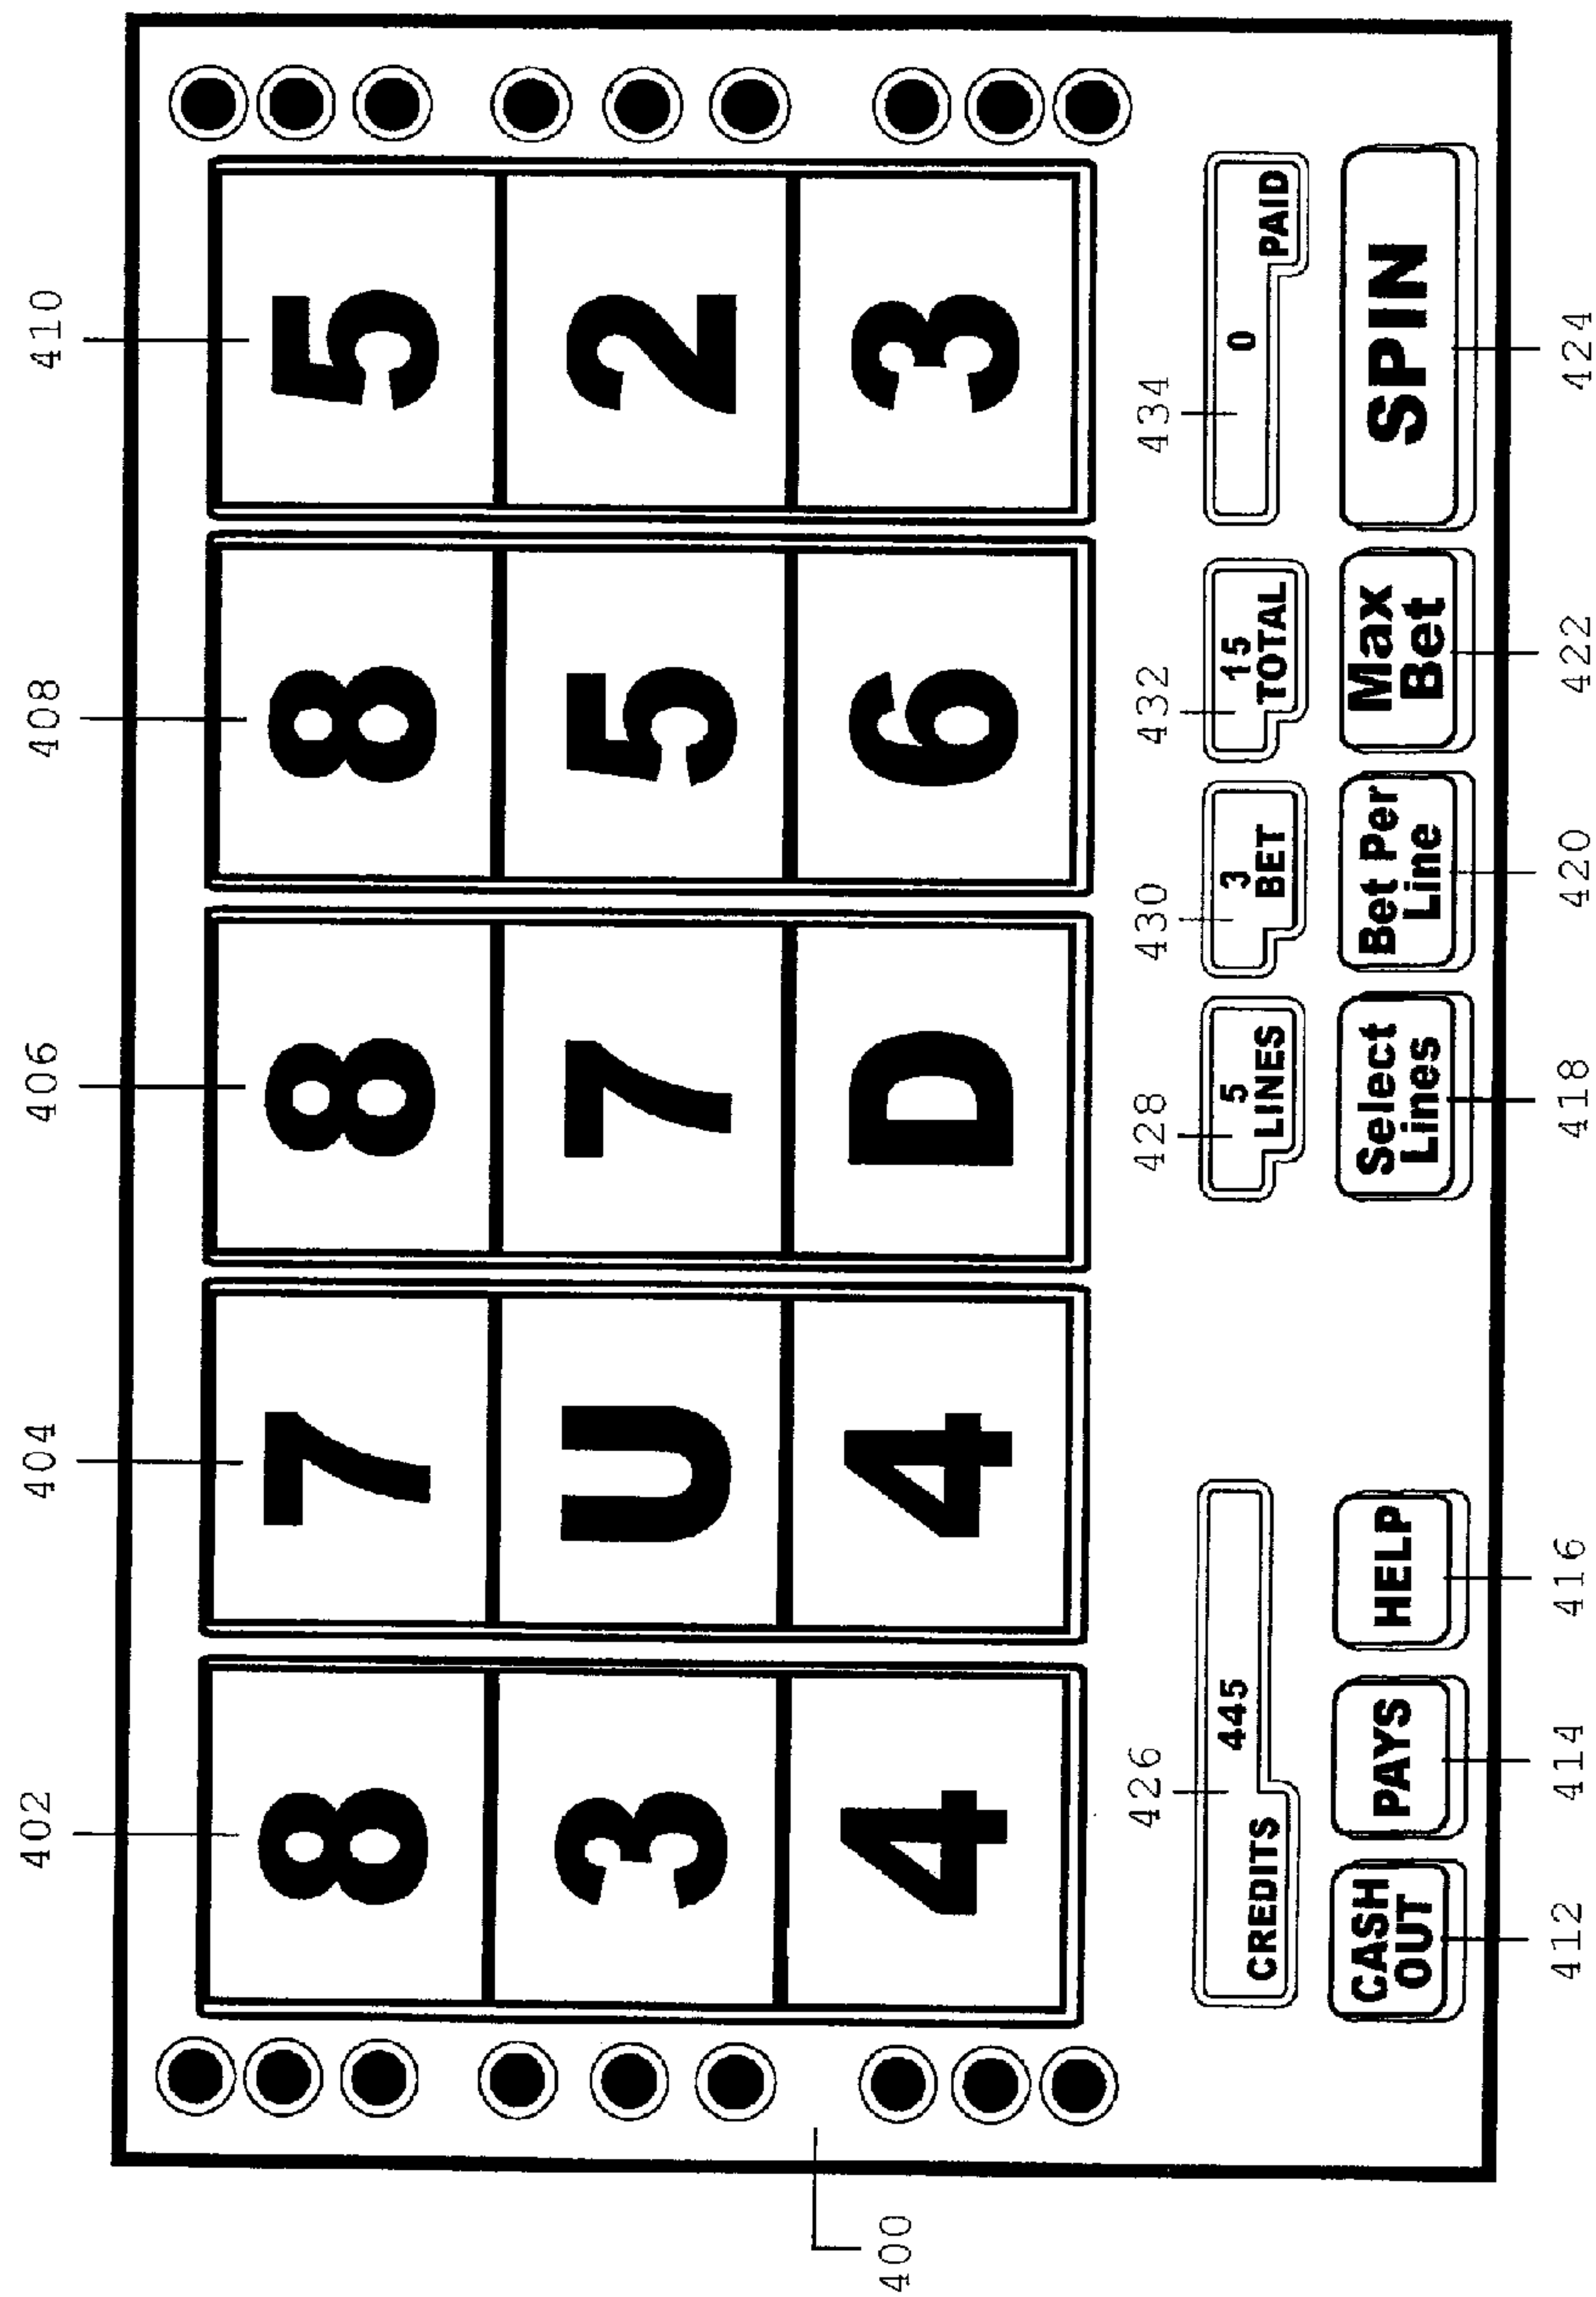 402 404 406 408 410
8 7 8 8 5
3 U 7 5 2
4 4 D 6 3
426 428 430 432 434
445 5 3 15 0
CREDITS LINES BET TOTAL PAID
CASH OUT PAYS HELP Select Lines Bet Per Line Max Bet SPIN
412 414 416 418 420 422 424
400